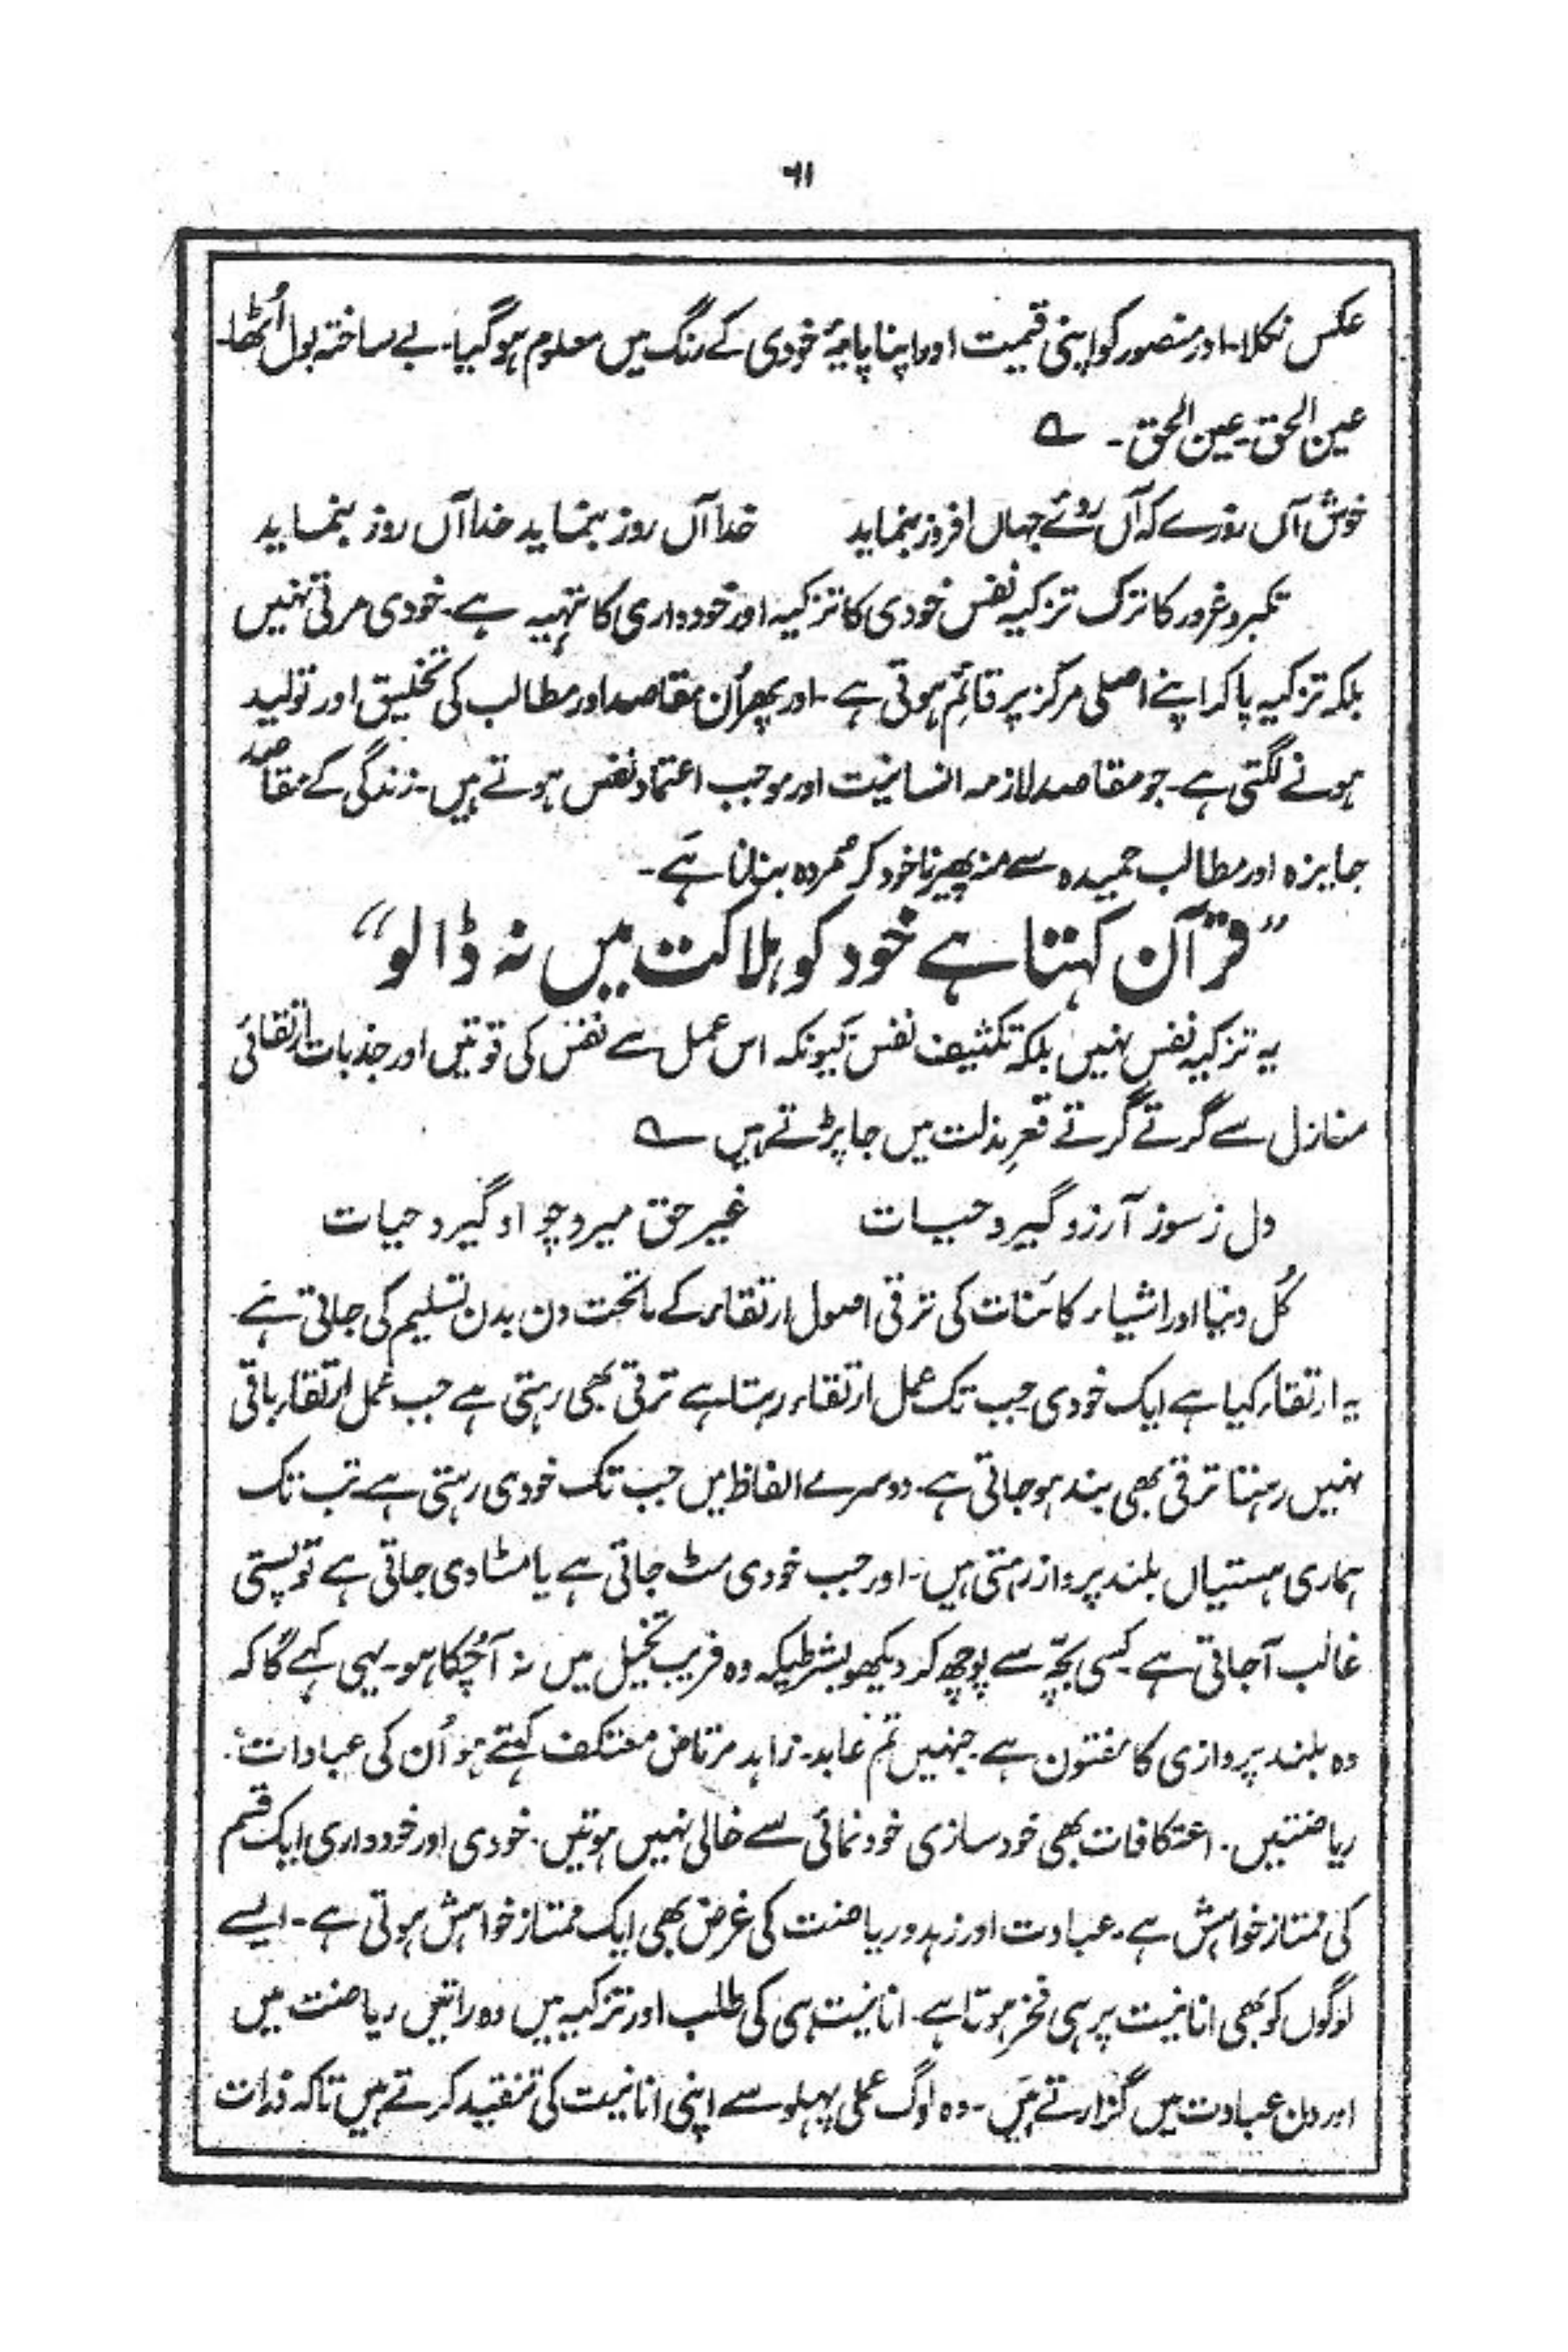 ۶۱
عکس نکلا۔ اور منصور کو اپنی قیمت اور اپنا پایۂ خودی کے رنگ میں معلوم ہو گیا۔ بے ساختہ بول اُٹھا۔
عین الحق۔ عین الحق۔ ؎
خوش آں روزے کہ آں روئے جہاں افروز بنماید خدا آں روز بنماید خدا آں روز بنماید
تکبر و غرور کا ترک تزکیہ نفس خودی کا تزکیہ اور خودداری کا تہیہ ہے۔ خودی مرتی نہیں
بلکہ تزکیہ پا کر اپنے اصلی مرکز پر قائم ہوتی ہے۔ اور پھر اُن مقاصد اور مطالب کی تخلیق اور تولید
ہونے لگتی ہے۔ جو مقاصد لازمہ انسانیت اور موجب اعتماد نفس ہوتے ہیں۔ زندگی کے مقاصد
جایزہ اور مطالب حمیدہ سے منہ پھیرنا خود کو مُردہ بنانا ہَے۔
”قرآن کہتا ہے خود کو ہلاکت میں نہ ڈالو“
یہ تزکیہ نفس نہیں بلکہ تکثیف نفس کیونکہ اس عمل سے نفس کی قوتیں اور جذبات ارتقائی
منازل سے گرتے گرتے قعرِ مذلت میں جا پڑتے ہیں ؎
دل ز سوز آرزو گیرد حیات غیر حق میرد چو او گیرد حیات
کُل دنیا اور اشیاء کائنات کی ترقی اصول ارتقاء کے ماتحت دن بدن تسلیم کی جاتی ہَے۔
یہ ارتقاء کیا ہے ایک خودی جب تک عمل ارتقاء رہتا ہے ترقی بھی رہتی ہے جب عمل ارتقاء باقی
نہیں رہتا ترقی بھی بند ہو جاتی ہے۔ دوسرے الفاظ میں جب تک خودی رہتی ہے تب تک
ہماری ہستیاں بلند پرواز رہتی ہیں۔ اور جب خودی مٹ جاتی ہے یا مٹا دی جاتی ہے تو پستی
غالب آ جاتی ہے۔ کسی بچّہ سے پوچھ کر دیکھو بشرطیکہ وہ فریب تخیل میں نہ آ چُکا ہو۔ یہی کہے گا کہ
وہ بلند پروازی کا مفتون ہے۔ جنہیں تم عابد۔ زاہد مرتاض معتکف کہتے ہو اُن کی عبادات۔
ریاضتیں۔ اعتکافات بھی خود سازی خود نمائی سے خالی نہیں ہوتیں۔ خودی اور خودداری ایک قسم
کی ممتاز خواہش ہے۔ عبادت اور زہد و ریاضت کی غرض بھی ایک ممتاز خواہش ہوتی ہے۔ ایسے
لوگوں کو بھی انانیت پر ہی فخر ہوتا ہے۔ انانیت ہی کی طلب اور تزکیہ میں وہ راتیں ریاضت میں
اور دن عبادت میں گزارتے ہَیں۔ وہ لوگ عملی پہلو سے اپنی انانیت کی تنقید کرتے ہیں تاکہ ذرات